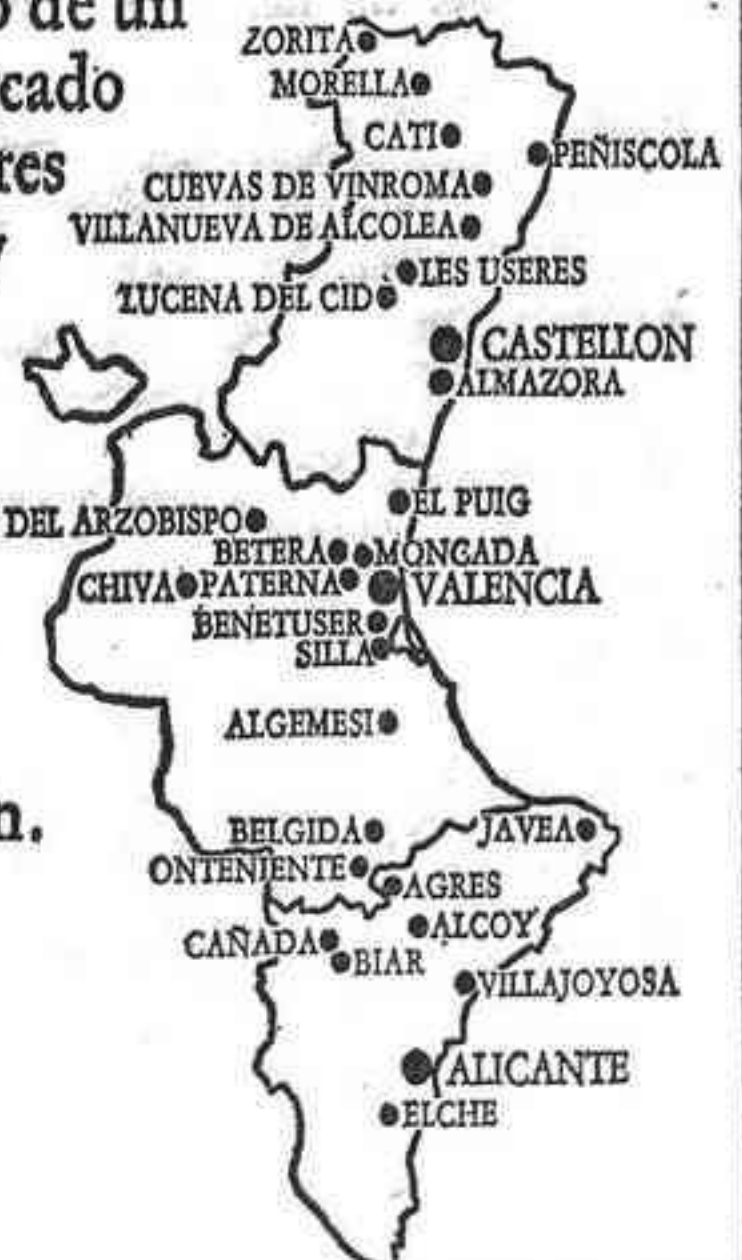 o de un
cado
res
y
n.
ZORITA
MORELLA
CATI
PEÑISCOLA
CUEVAS DE VINROMA
VILLANUEVA DE ALCOLEA
LES USERES
LUCENA DEL CID
CASTELLON
ALMAZORA
EL PUIG
DEL ARZOBISPO
BETERA MONCADA
CHIVA PATERNA VALENCIA
BENETUSER
SILLA
ALGEMESI
BELGIDA JAVEA
ONTENIENTE
AGRES
ALCOY
CAÑADA
BIAR
VILLAJOYOSA
ALICANTE
ELCHE